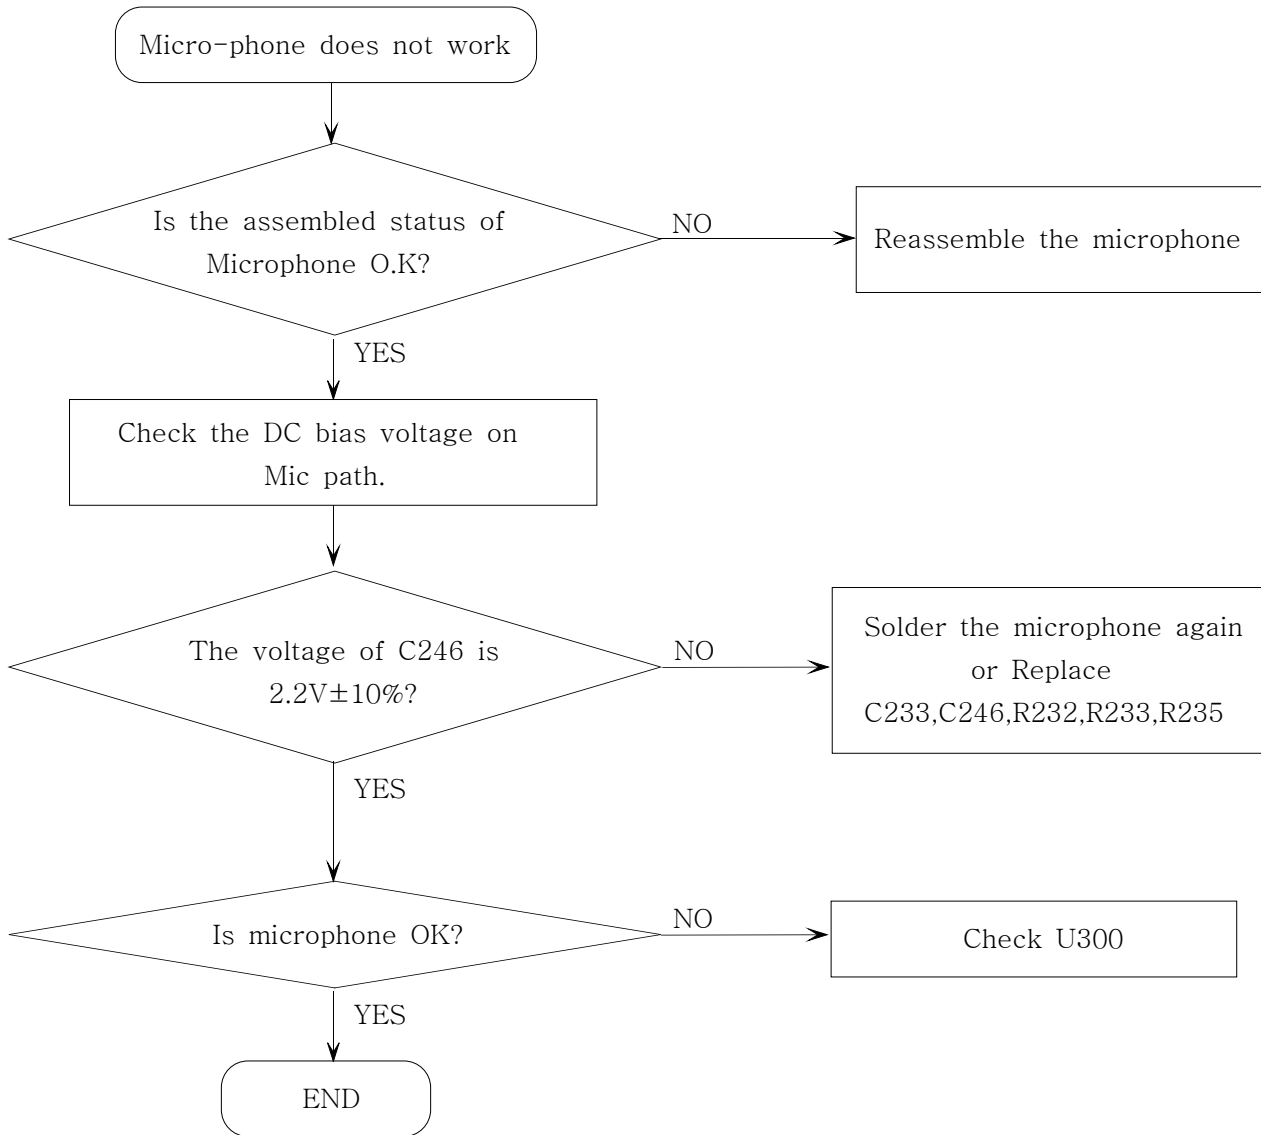 Micro-phone does not work
Is the assembled status of
Microphone O.K?
NO
Reassemble the microphone
YES
Check the DC bias voltage on
Mic path.
The voltage of C246 is
2.2V±10%?
NO
Solder the microphone again
or Replace
C233,C246,R232,R233,R235
YES
Is microphone OK?
NO
Check U300
YES
END